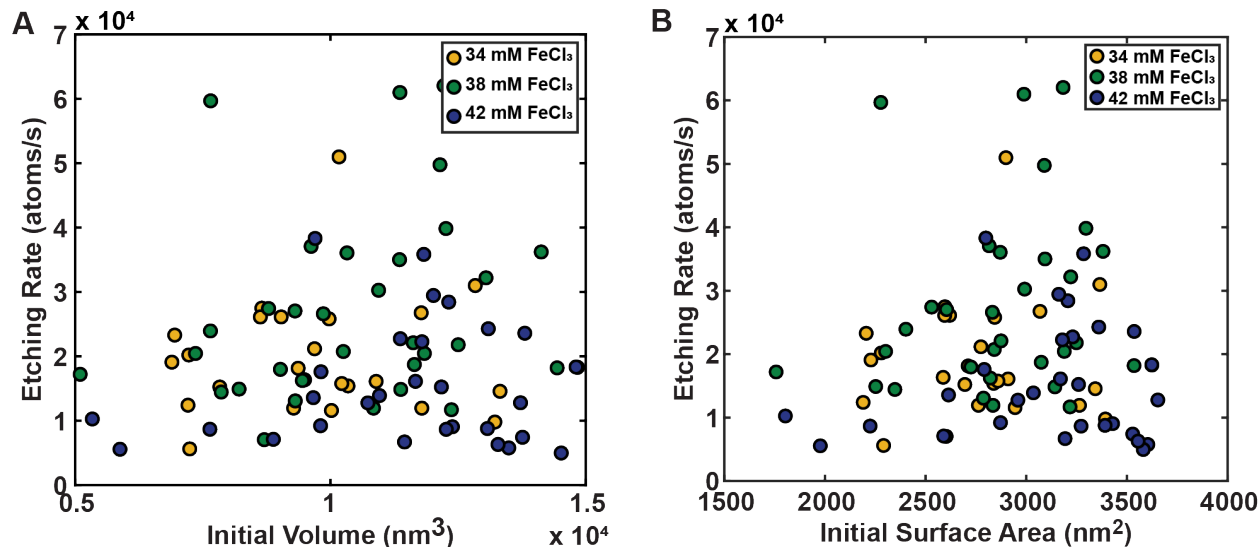 A
7 x 10⁴
6
5
4
3
2
1
0
0.5
1
1.5
Etching Rate (atoms/s)
Initial Volume (nm³)
x 10⁴
34 mM FeCl₃
38 mM FeCl₃
42 mM FeCl₃
B
7 x 10⁴
6
5
4
3
2
1
0
1500
2000
2500
3000
3500
4000
Etching Rate (atoms/s)
Initial Surface Area (nm²)
34 mM FeCl₃
38 mM FeCl₃
42 mM FeCl₃